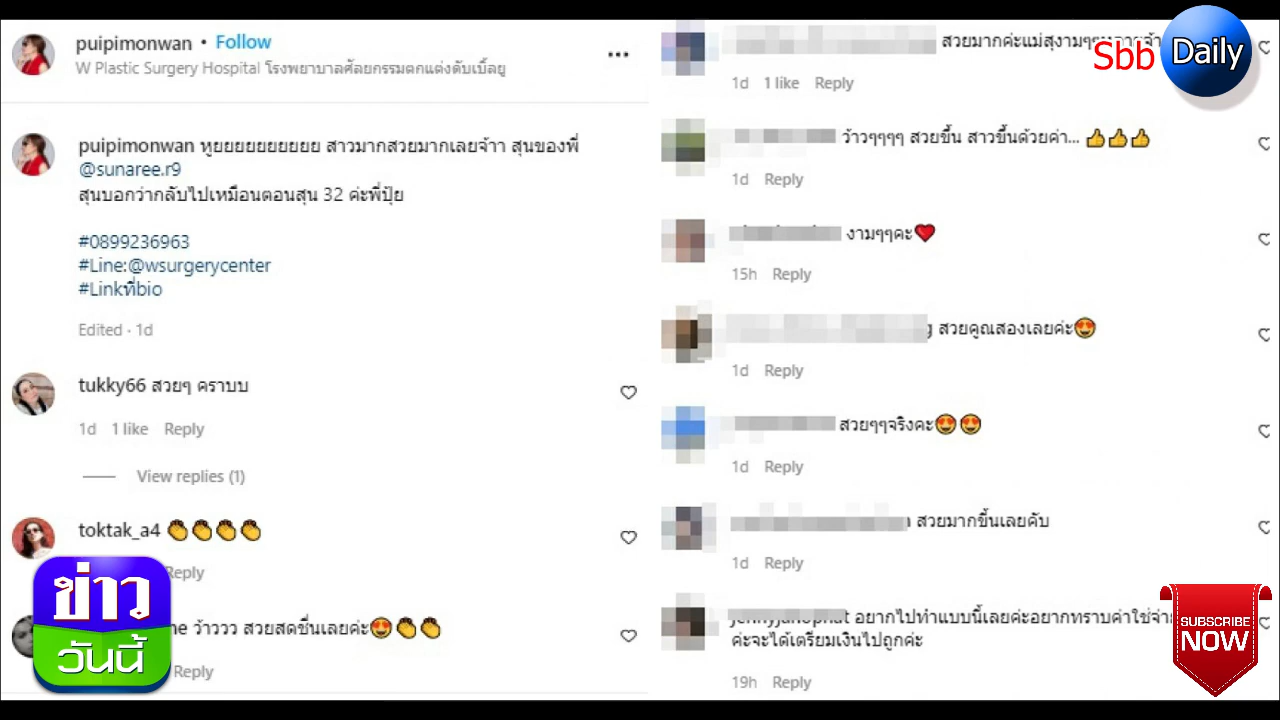 puipimonwan • Follow
W Plastic Surgery Hospital โรงพยาบาลศัลยกรรมตกแต่งดับเบิ้ลยู
puipimonwan หูยยยยยยยยยย สาวมากสวยมากเลยจ้าา สุนของพี่
@sunaree.r9
สุนบอกว่ากลับไปเหมือนตอนสุน 32 ค่ะพี่ปุ้ย
#0899236963
#Line:@wsurgerycenter
#Linkที่bio
Edited · 1d
tukky66 สวยๆ คราบบ
1d 1 like Reply
View replies (1)
toktak_a4 👏👏👏👏
Reply
ne ว้าววว สวยสดชื่นเลยค่ะ😍👏👏
Reply
ข่าว
วันนี้
สวยมากค่ะแม่สุงามๆๆ
1d 1 like Reply
ว้าวๆๆๆๆ สวยขึ้น สาวขึ้นด้วยค่า... 👍👍👍
1d Reply
งามๆๆคะ❤️
15h Reply
g สวยคูณสองเลยค่ะ😍
1d Reply
สวยๆๆจริงคะ😍😍
1d Reply
สวยมากขึ้นเลยคับ
1d Reply
อยากไปทำแบบนี้เลยค่ะอยากทราบค่าใช้จ่าย
ค่ะจะได้เตรียมเงินไปถูกค่ะ
19h Reply
Sbb Daily
SUBSCRIBE
NOW